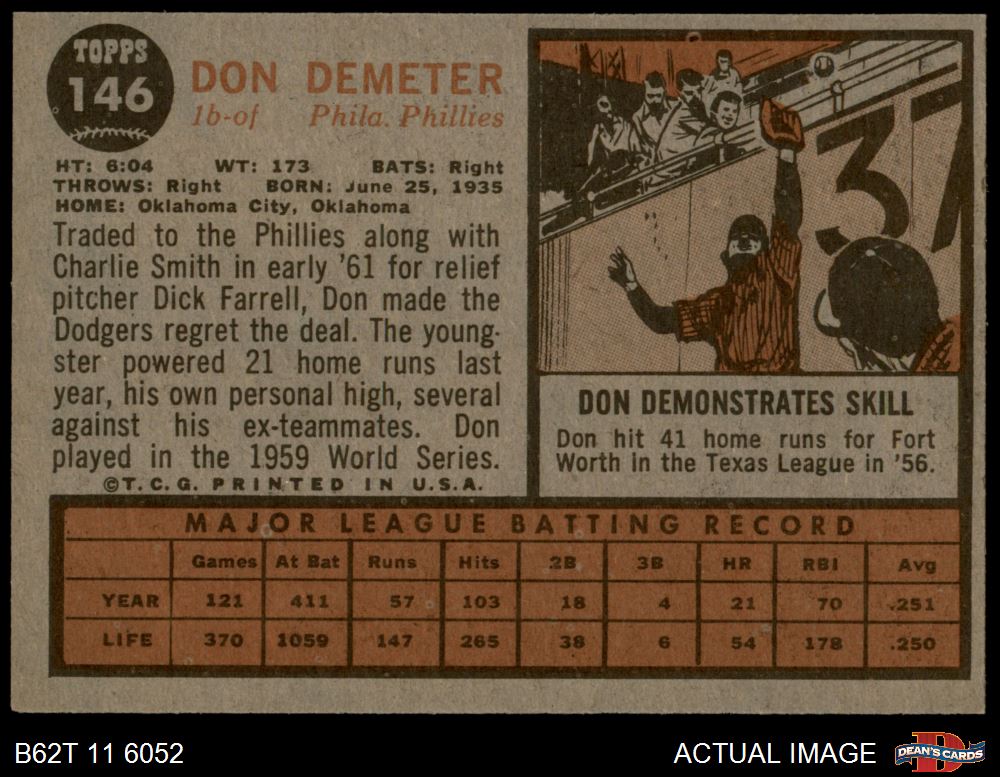 TOPPS
146
DON DEMETER
1b-of Phila. Phillies
HT: 6:04 WT: 173 BATS: Right
THROWS: Right BORN: June 25, 1935
HOME: Oklahoma City, Oklahoma
Traded to the Phillies along with
Charlie Smith in early '61 for relief
pitcher Dick Farrell, Don made the
Dodgers regret the deal. The young-
ster powered 21 home runs last
year, his own personal high, several
against his ex-teammates. Don
played in the 1959 World Series.
©T.C.G. PRINTED IN U.S.A.
37
DON DEMONSTRATES SKILL
Don hit 41 home runs for Fort
Worth in the Texas League in '56.
MAJOR LEAGUE BATTING RECORD
Games At Bat Runs Hits 2B 3B HR RBI Avg
YEAR 121 411 57 103 18 4 21 70 .251
LIFE 370 1059 147 265 38 6 54 178 .250
B62T 11 6052
ACTUAL IMAGE
D
DEAN'S CARDS